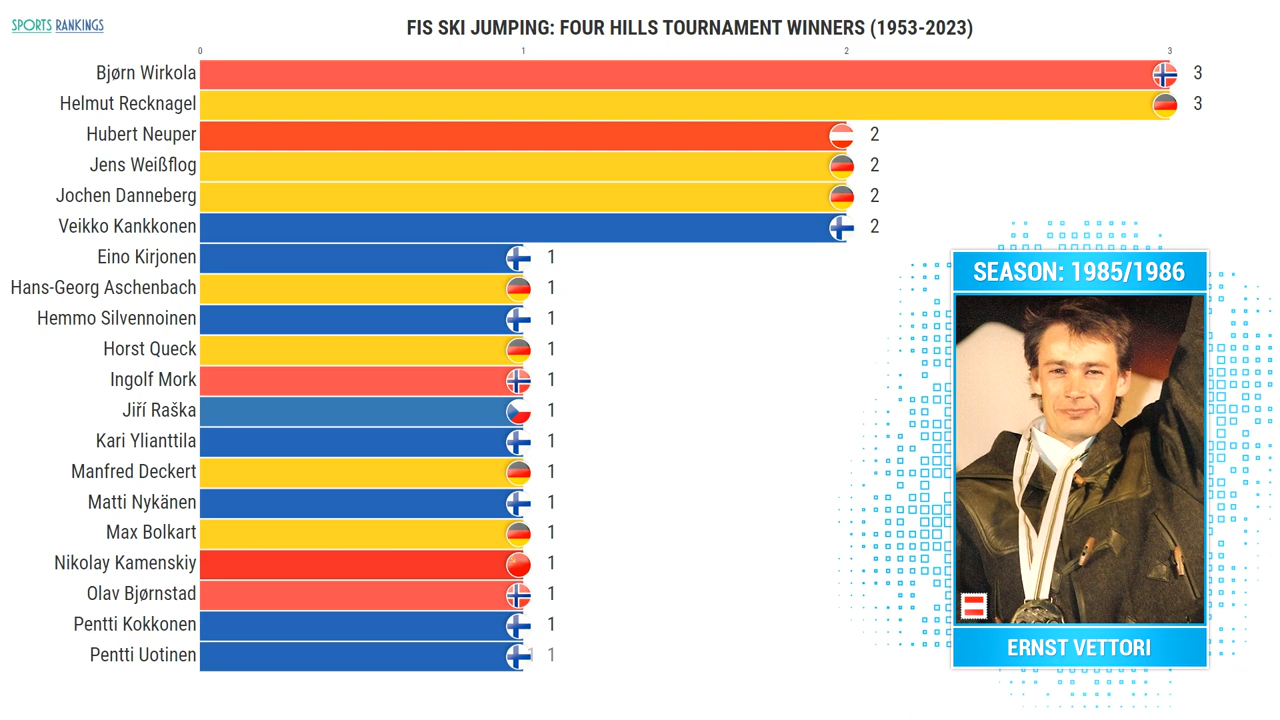 SPORTS RANKINGS
FIS SKI JUMPING: FOUR HILLS TOURNAMENT WINNERS (1953-2023)
0 1 2 3
Bjørn Wirkola 3
Helmut Recknagel 3
Hubert Neuper 2
Jens Weißflog 2
Jochen Danneberg 2
Veikko Kankkonen 2
Eino Kirjonen 1
Hans-Georg Aschenbach 1
Hemmo Silvennoinen 1
Horst Queck 1
Ingolf Mork 1
Jiří Raška 1
Kari Ylianttila 1
Manfred Deckert 1
Matti Nykänen 1
Max Bolkart 1
Nikolay Kamenskiy 1
Olav Bjørnstad 1
Pentti Kokkonen 1
Pentti Uotinen 1 1
SEASON: 1985/1986
ERNST VETTORI